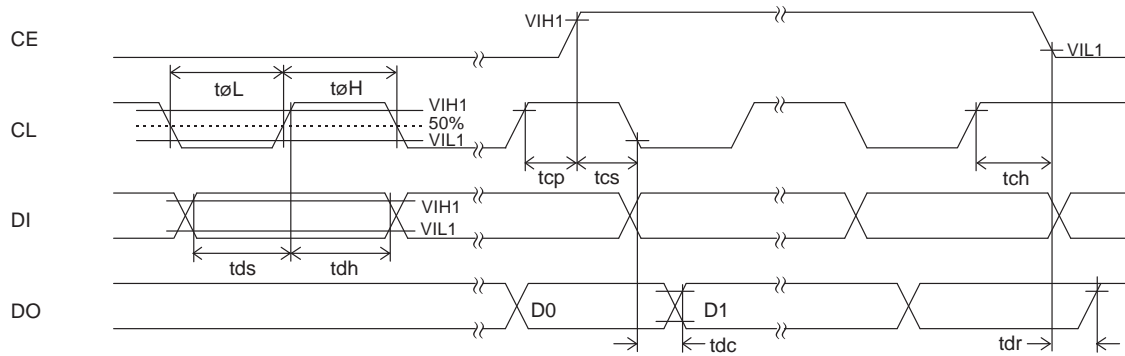 CE
VIH1
VIL1
tøL
tøH
CL
VIH1
50%
VIL1
tcp
tcs
tch
DI
VIH1
VIL1
tds
tdh
DO
D0
D1
tdc
tdr